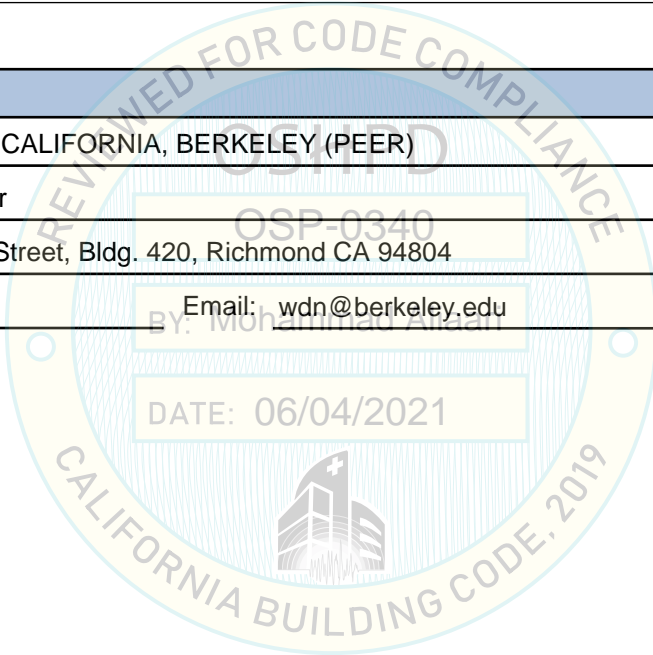 REVIEWED FOR CODE COMPLIANCE
OSHPD
CALIFORNIA, BERKELEY (PEER)
r
OSP-0340
Street, Bldg. 420, Richmond CA 94804
Email: wdn@berkeley.edu
BY: Mohammad
DATE: 06/04/2021
CALIFORNIA BUILDING CODE, 2019